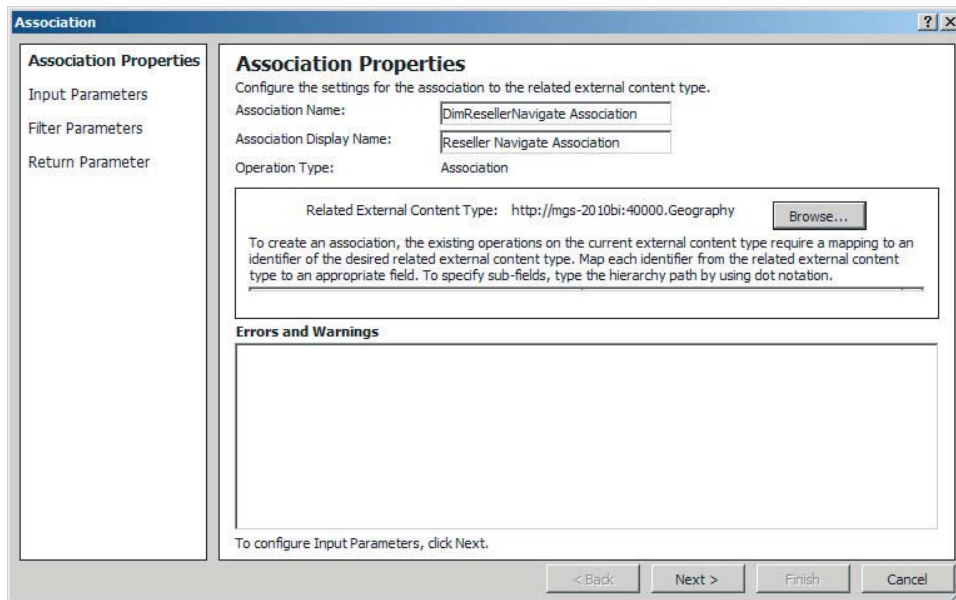 Association
Association Properties
Input Parameters
Filter Parameters
Return Parameter
Association Properties
Configure the settings for the association to the related external content type.
Association Name: DimResellerNavigate Association
Association Display Name: Reseller Navigate Association
Operation Type: Association
Related External Content Type: http://mgs-2010bi:40000.Geography Browse...
To create an association, the existing operations on the current external content type require a mapping to an
identifier of the desired related external content type. Map each identifier from the related external content
type to an appropriate field. To specify sub-fields, type the hierarchy path by using dot notation.
Errors and Warnings
To configure Input Parameters, click Next.
< Back Next > Finish Cancel